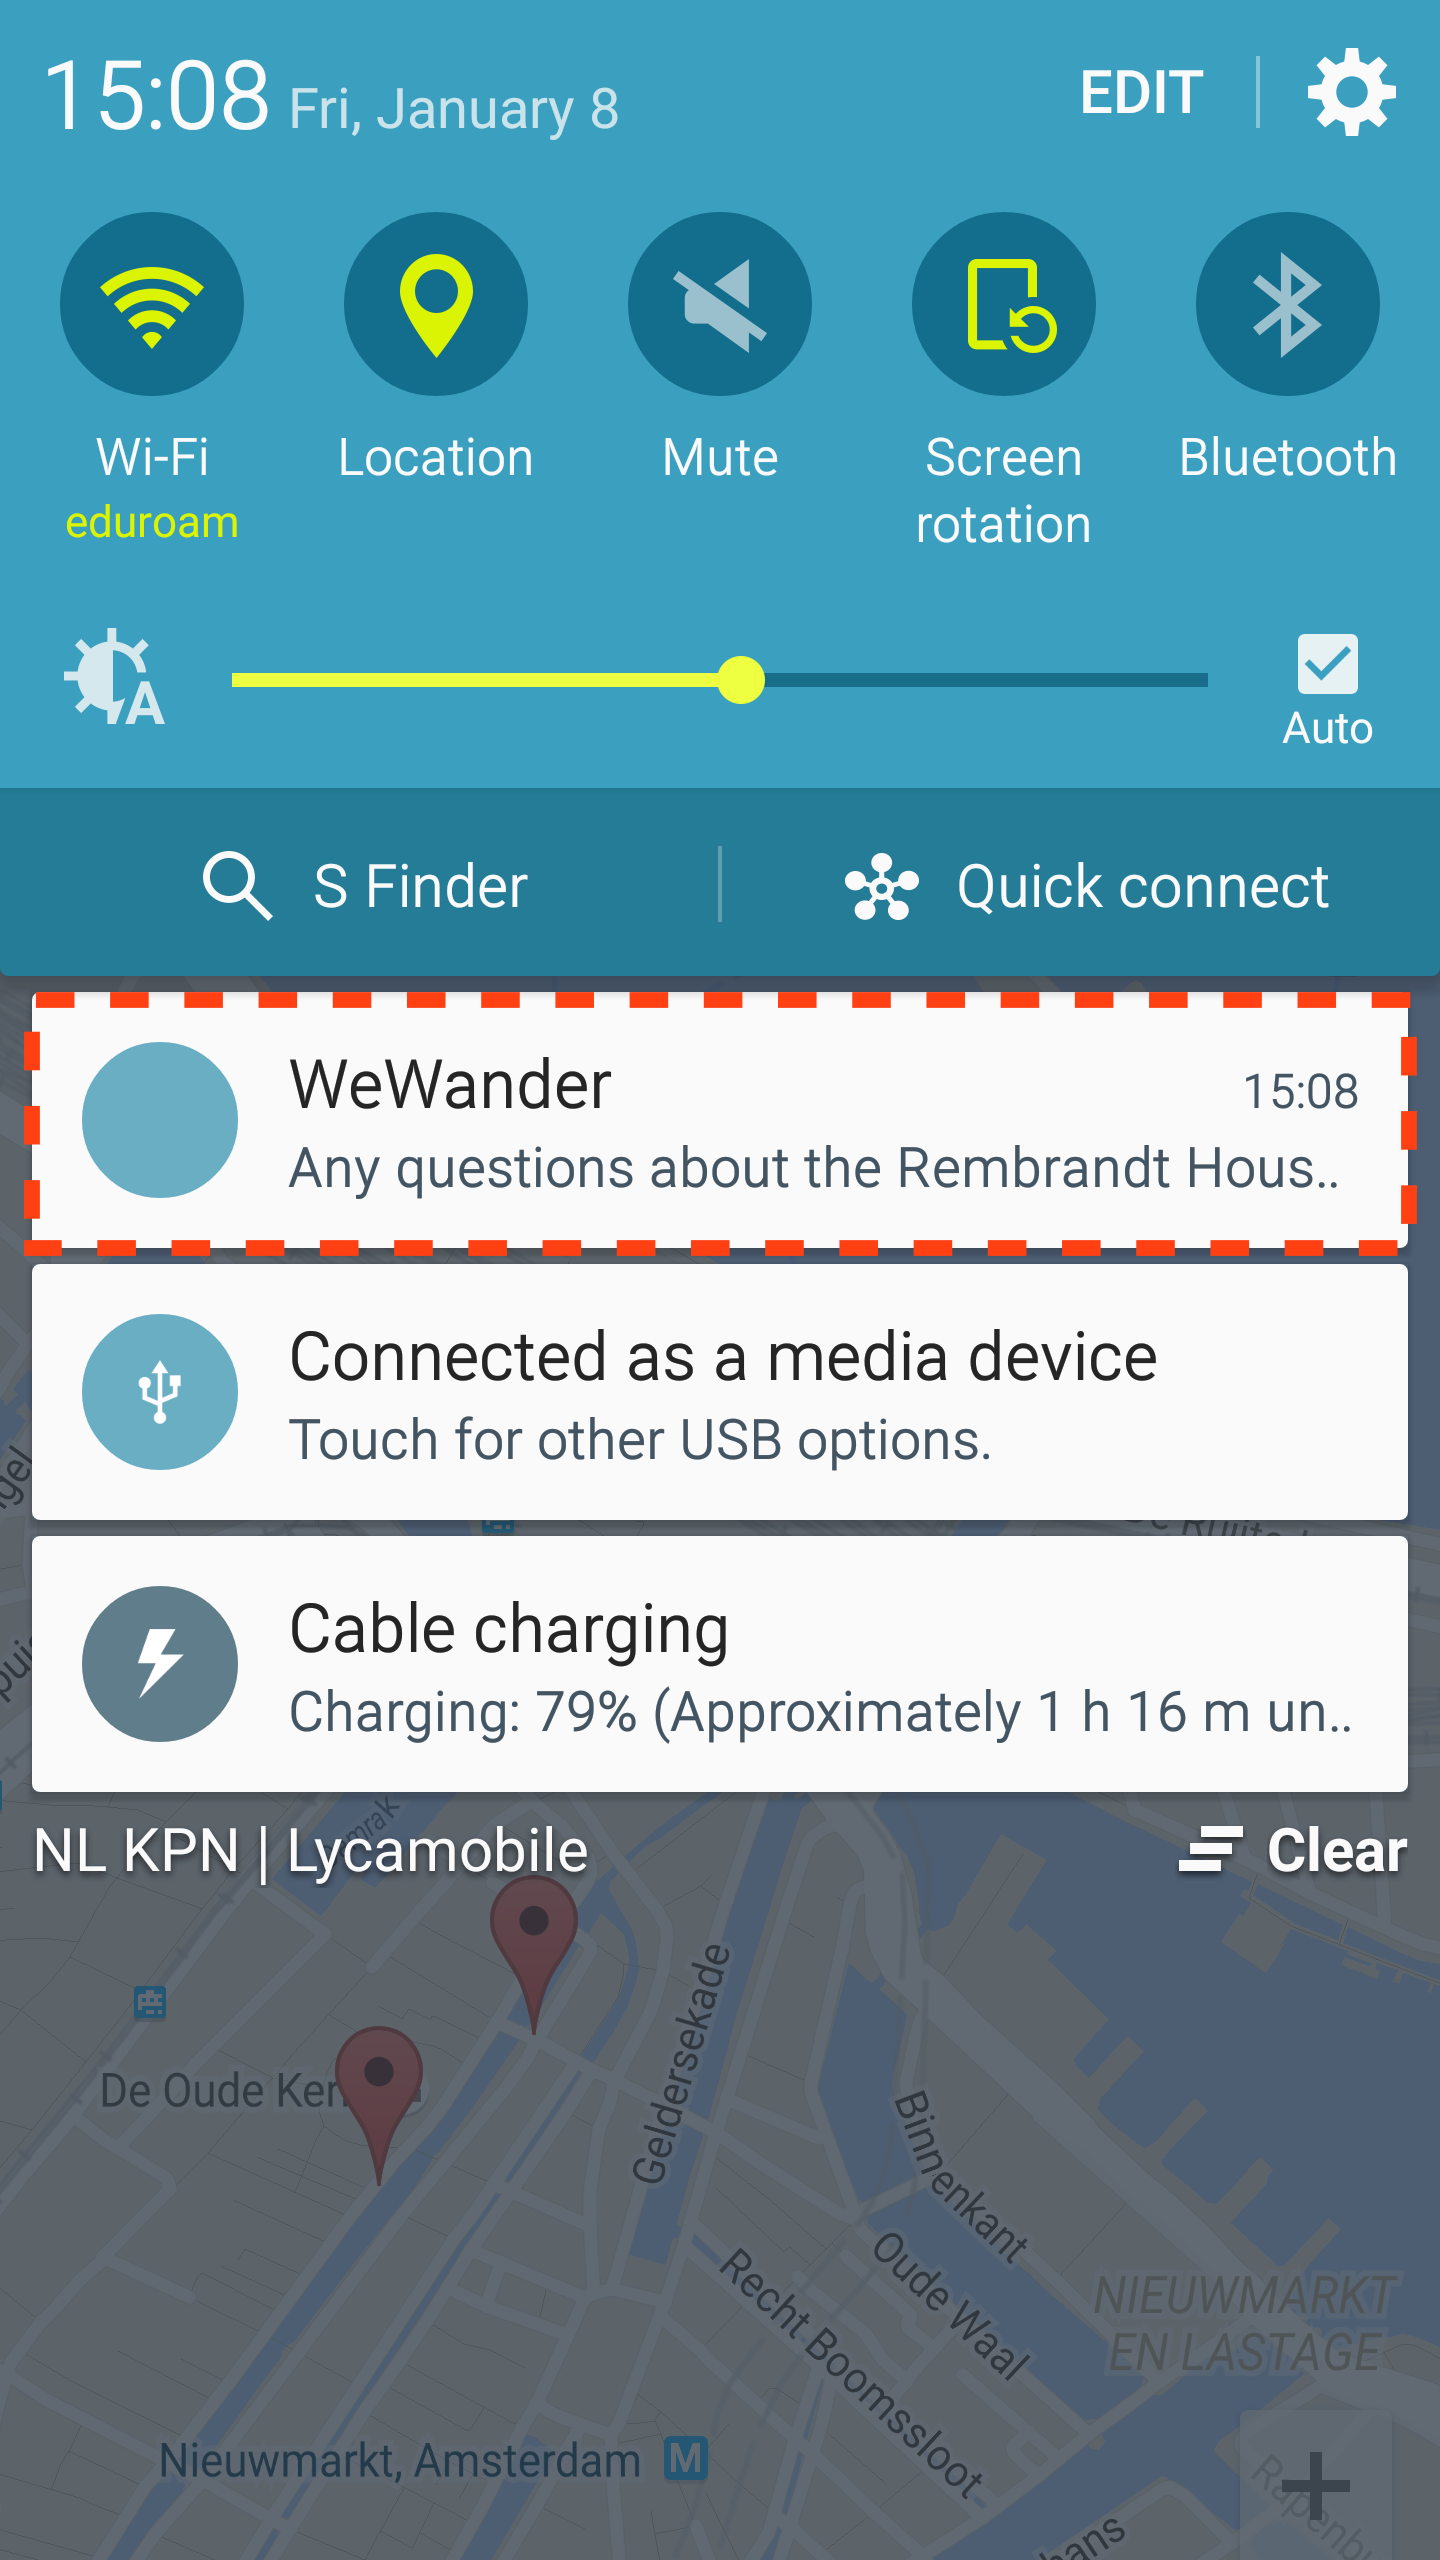 15:08 Fri, January 8 EDIT
Wi-Fi Location Mute Screen rotation Bluetooth
eduroam
A
Auto
S Finder Quick connect
WeWander 15:08
Any questions about the Rembrandt Hous..
Connected as a media device
Touch for other USB options.
Cable charging
Charging: 79% (Approximately 1 h 16 m un..
NL KPN | Lycamobile Clear
Geldersekade
De Oude Ker
Binnenkant
Oude Waal
Recht Boomssloot
NIEUWMARKT
EN LASTAGE
Nieuwmarkt, Amsterdam M